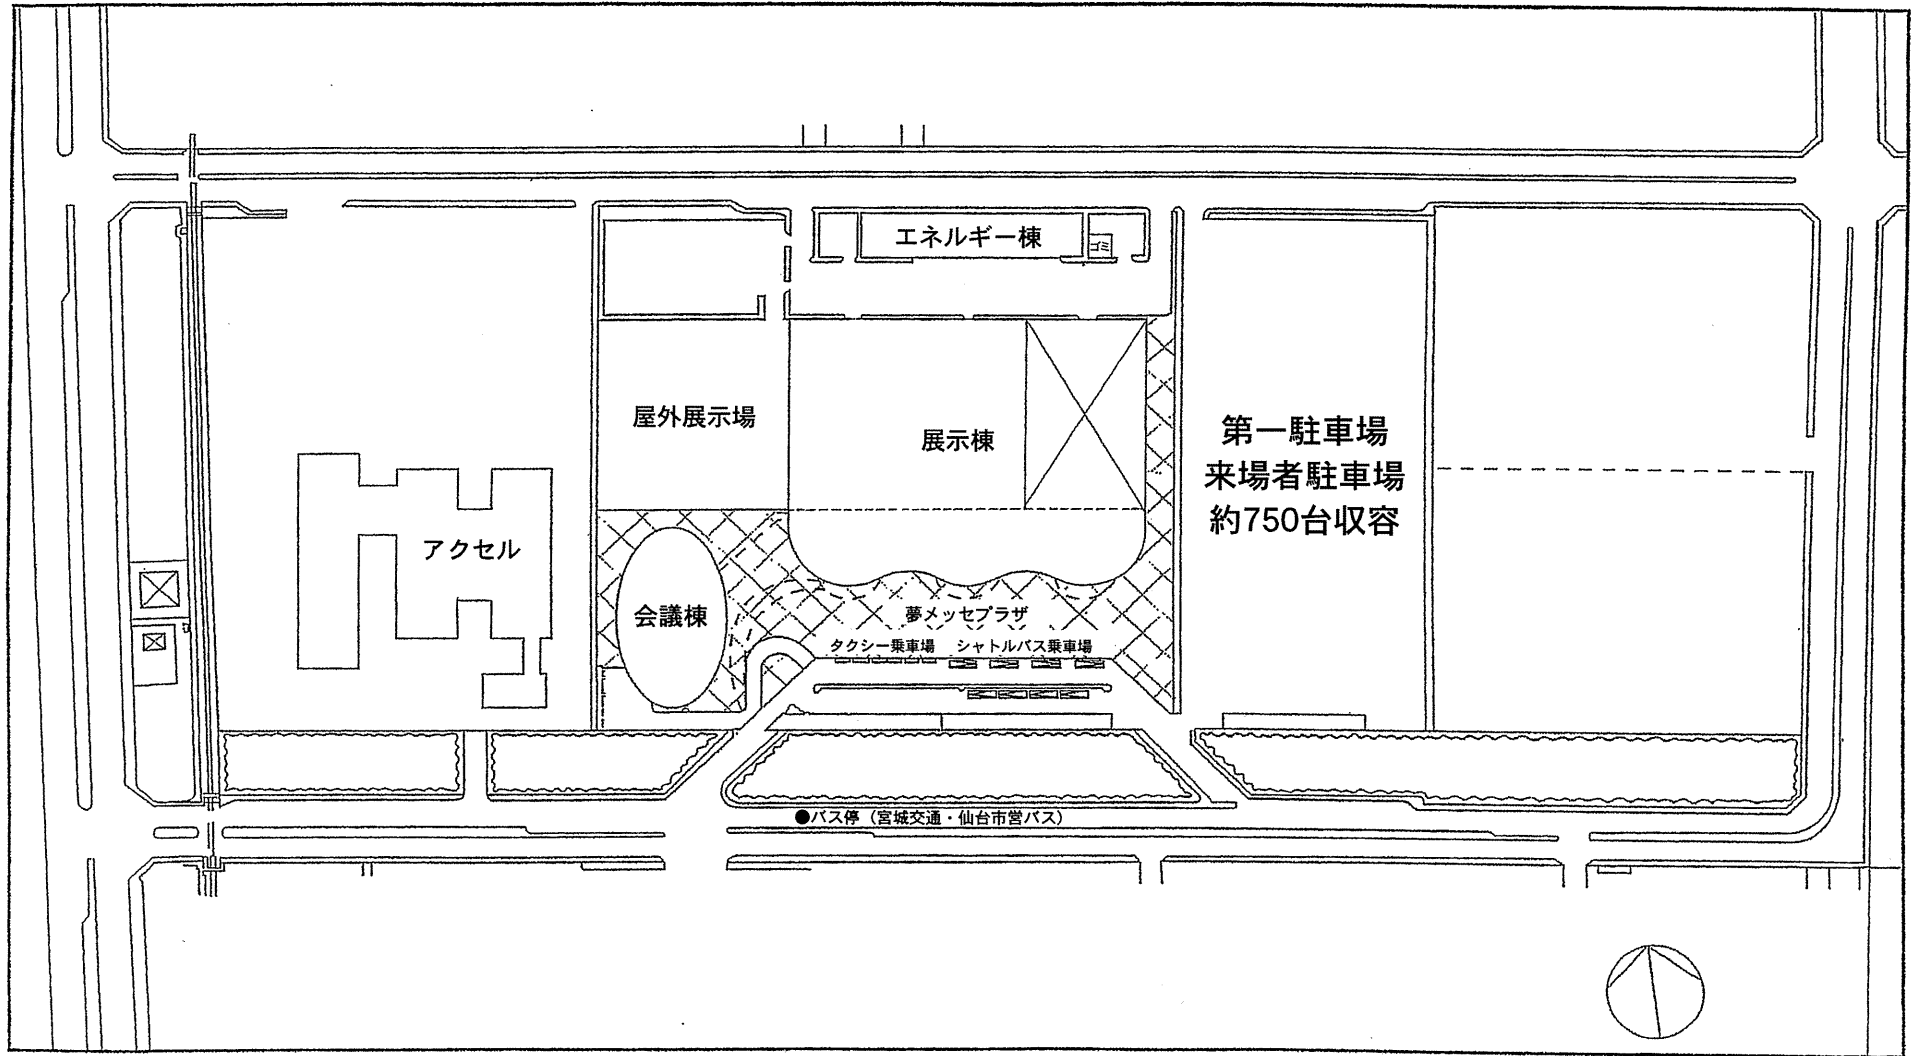 エネルギー棟
ゴミ
屋外展示場
展示棟
第一駐車場
来場者駐車場
約750台収容
アクセル
会議棟
夢メッセプラザ
タクシー乗車場 シャトルバス乗車場
●バス停（宮城交通・仙台市営バス）